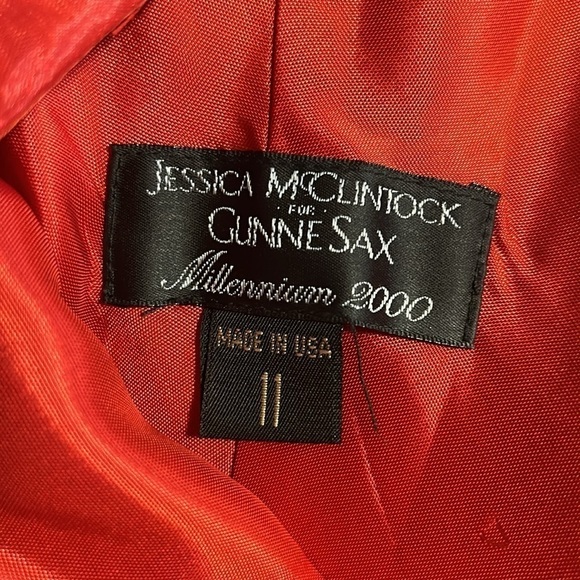 JESSICA MCCLINTOCK
FOR
GUNNE SAX
Millennium 2000
MADE IN USA
11